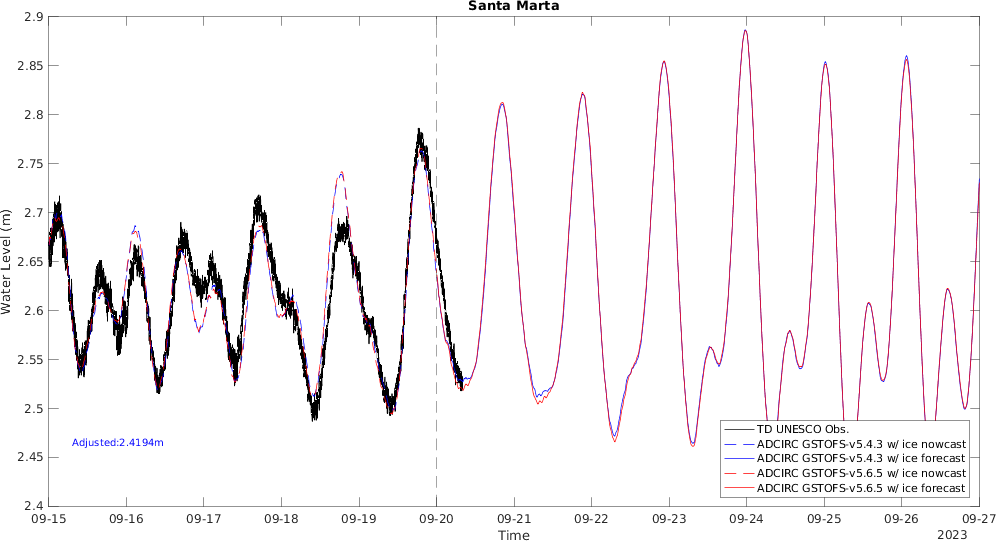 Santa Marta
Water Level (m)
2.9
2.85
2.8
2.75
2.7
2.65
2.6
2.55
2.5
2.45
2.4
Adjusted:2.4194m
TD UNESCO Obs.
ADCIRC GSTOFS-v5.4.3 w/ ice nowcast
ADCIRC GSTOFS-v5.4.3 w/ ice forecast
ADCIRC GSTOFS-v5.6.5 w/ ice nowcast
ADCIRC GSTOFS-v5.6.5 w/ ice forecast
09-15 09-16 09-17 09-18 09-19 09-20 09-21 09-22 09-23 09-24 09-25 09-26 09-27
Time
2023